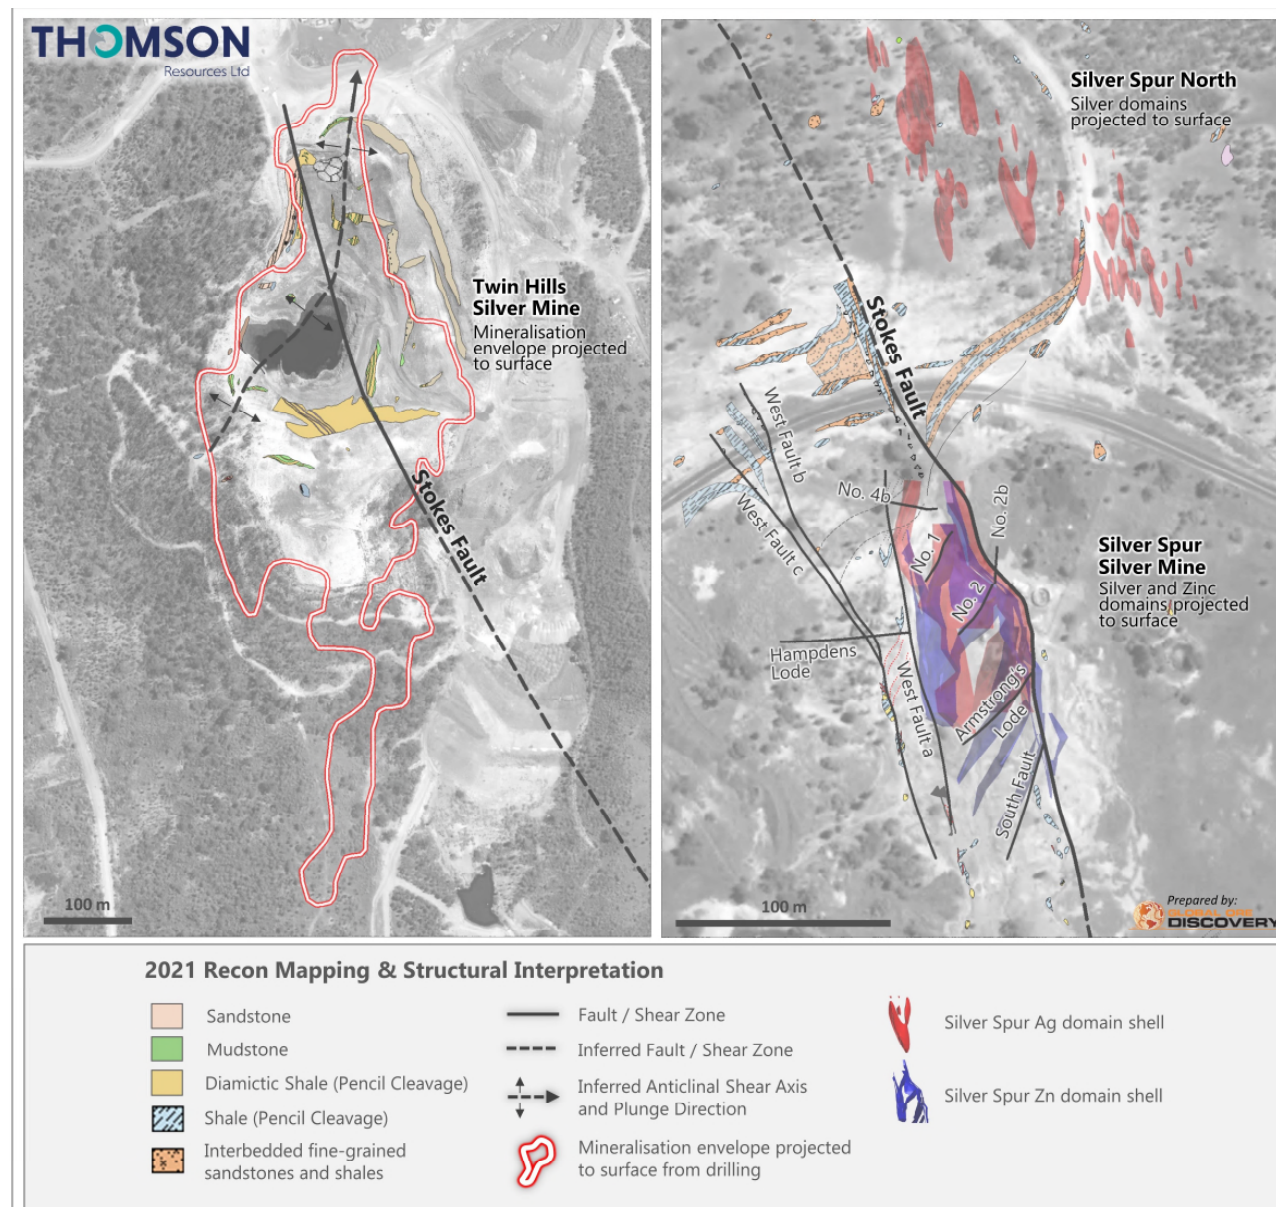 THOMSON
Resources Ltd
Twin Hills
Silver Mine
Mineralisation
envelope projected
to surface
Stokes Fault
100 m
Silver Spur North
Silver domains
projected to surface
Stokes Fault
West Fault b
West Fault c
No. 4b
No. 2b
No. 1
No. 2
Silver Spur
Silver Mine
Silver and Zinc
domains projected
to surface
Hampdens
Lode
West Fault a
Armstrong's
Lode
South Fault
100 m
Prepared by:
GLOBAL ORE
DISCOVERY
2021 Recon Mapping & Structural Interpretation
Sandstone
Mudstone
Diamictic Shale (Pencil Cleavage)
Shale (Pencil Cleavage)
Interbedded fine-grained
sandstones and shales
Fault / Shear Zone
Inferred Fault / Shear Zone
Inferred Anticlinal Shear Axis
and Plunge Direction
Mineralisation envelope projected
to surface from drilling
Silver Spur Ag domain shell
Silver Spur Zn domain shell